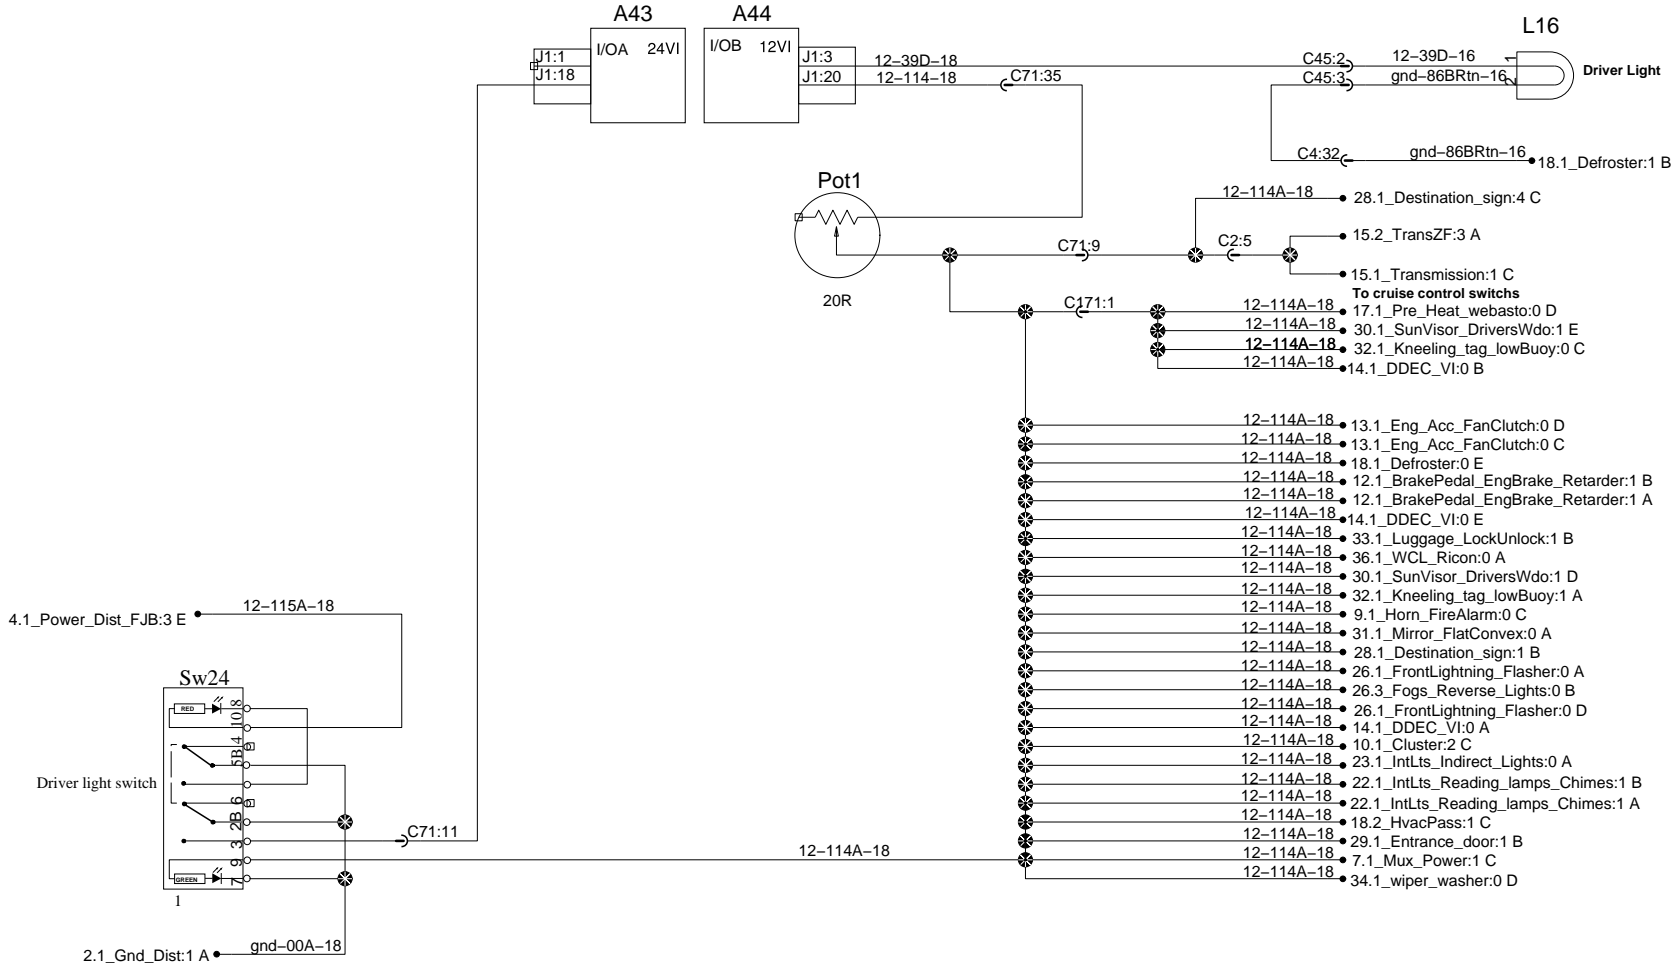 A43
A44
L16
I/OA 24VI
I/OB 12VI
J1:1
J1:18
J1:3
J1:20
12-39D-18
12-114-18
C71:35
C45:2
C45:3
12-39D-16
gnd-86BRtn-16
1
2
Driver Light
C4:32
gnd-86BRtn-16
18.1_Defroster:1 B
Pot1
20R
12-114A-18
28.1_Destination_sign:4 C
15.2_TransZF:3 A
C71:9
C2:5
15.1_Transmission:1 C
To cruise control switchs
C171:1
12-114A-18 17.1_Pre_Heat_webasto:0 D
12-114A-18 30.1_SunVisor_DriversWdo:1 E
12-114A-18 32.1_Kneeling_tag_lowBuoy:0 C
12-114A-18 14.1_DDEC_VI:0 B
12-114A-18 13.1_Eng_Acc_FanClutch:0 D
12-114A-18 13.1_Eng_Acc_FanClutch:0 C
12-114A-18 18.1_Defroster:0 E
12-114A-18 12.1_BrakePedal_EngBrake_Retarder:1 B
12-114A-18 12.1_BrakePedal_EngBrake_Retarder:1 A
12-114A-18 14.1_DDEC_VI:0 E
12-114A-18 33.1_Luggage_LockUnlock:1 B
12-114A-18 36.1_WCL_Ricon:0 A
12-114A-18 30.1_SunVisor_DriversWdo:1 D
12-114A-18 32.1_Kneeling_tag_lowBuoy:1 A
12-114A-18 9.1_Horn_FireAlarm:0 C
12-114A-18 31.1_Mirror_FlatConvex:0 A
12-114A-18 28.1_Destination_sign:1 B
12-114A-18 26.1_FrontLightning_Flasher:0 A
12-114A-18 26.3_Fogs_Reverse_Lights:0 B
12-114A-18 26.1_FrontLightning_Flasher:0 D
12-114A-18 14.1_DDEC_VI:0 A
12-114A-18 10.1_Cluster:2 C
12-114A-18 23.1_IntLts_Indirect_Lights:0 A
12-114A-18 22.1_IntLts_Reading_lamps_Chimes:1 B
12-114A-18 22.1_IntLts_Reading_lamps_Chimes:1 A
12-114A-18 18.2_HvacPass:1 C
12-114A-18 29.1_Entrance_door:1 B
12-114A-18 7.1_Mux_Power:1 C
12-114A-18 34.1_wiper_washer:0 D
12-115A-18
4.1_Power_Dist_FJB:3 E
Sw24
RED
8
10
4
5B
Driver light switch
6
2B
3
C71:11
9
12-114A-18
GREEN
7
1
gnd-00A-18
2.1_Gnd_Dist:1 A